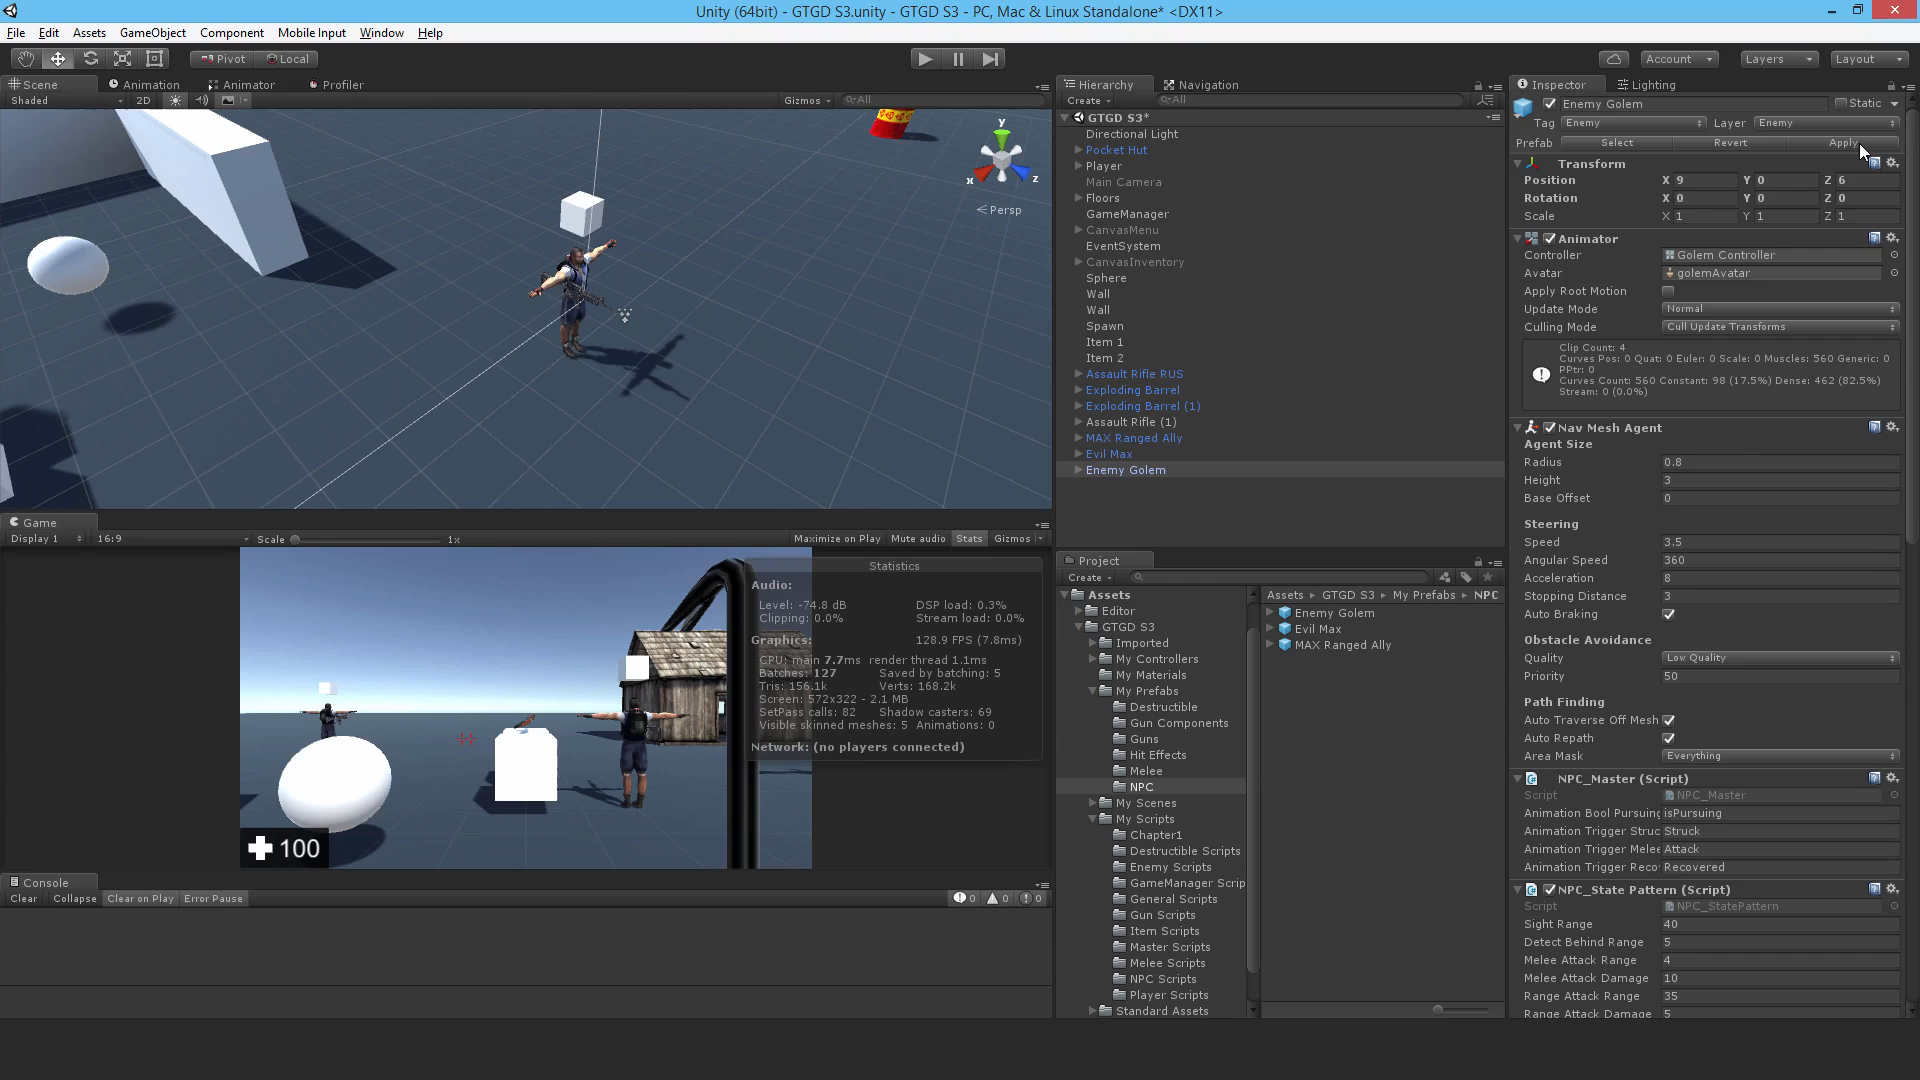 Unity (64bit) - GTGD S3.unity - GTGD S3 - PC, Mac & Linux Standalone* <DX11>
File Edit Assets GameObject Component Mobile Input Window Help
Pivot Local Account Layers Layout
Scene Animation Animator Profiler
Shaded 2D Gizmos All
y
x z
Persp
Game
Display 1 16:9 Scale 1x Maximize on Play Mute audio Stats Gizmos
Statistics
Audio:
Level: -74.8 dB DSP load: 0.3%
Clipping: 0.0% Stream load: 0.0%
Graphics: 128.9 FPS (7.8ms)
CPU: main 7.7ms render thread 1.1ms
Batches: 127 Saved by batching: 5
Tris: 156.1k Verts: 168.2k
Screen: 572x322 - 2.1 MB
SetPass calls: 82 Shadow casters: 69
Visible skinned meshes: 5 Animations: 0
Network: (no players connected)
100
Console
Clear Collapse Clear on Play Error Pause 0 0 0
Hierarchy Navigation
Create All
GTGD S3*
Directional Light
Pocket Hut
Player
Main Camera
Floors
GameManager
CanvasMenu
EventSystem
CanvasInventory
Sphere
Wall
Wall
Spawn
Item 1
Item 2
Assault Rifle RUS
Exploding Barrel
Exploding Barrel (1)
Assault Rifle (1)
MAX Ranged Ally
Evil Max
Enemy Golem
Project
Create
Assets
Editor
GTGD S3
Imported
My Controllers
My Materials
My Prefabs
Destructible
Gun Components
Guns
Hit Effects
Melee
NPC
My Scenes
My Scripts
Chapter1
Destructible Scripts
Enemy Scripts
GameManager Scrip
General Scripts
Gun Scripts
Item Scripts
Master Scripts
Melee Scripts
NPC Scripts
Player Scripts
Standard Assets
Assets GTGD S3 My Prefabs NPC
Enemy Golem
Evil Max
MAX Ranged Ally
Inspector Lighting
Enemy Golem Static
Tag Enemy Layer Enemy
Prefab Select Revert Apply
Transform
Position X 9 Y 0 Z 6
Rotation X 0 Y 0 Z 0
Scale X 1 Y 1 Z 1
Animator
Controller Golem Controller
Avatar golemAvatar
Apply Root Motion
Update Mode Normal
Culling Mode Cull Update Transforms
Clip Count: 4
Curves Pos: 0 Quat: 0 Euler: 0 Scale: 0 Muscles: 560 Generic: 0
PPtr: 0
Curves Count: 560 Constant: 98 (17.5%) Dense: 462 (82.5%)
Stream: 0 (0.0%)
Nav Mesh Agent
Agent Size
Radius 0.8
Height 3
Base Offset 0
Steering
Speed 3.5
Angular Speed 360
Acceleration 8
Stopping Distance 3
Auto Braking
Obstacle Avoidance
Quality Low Quality
Priority 50
Path Finding
Auto Traverse Off Mesh
Auto Repath
Area Mask Everything
NPC_Master (Script)
Script NPC_Master
Animation Bool Pursuing isPursuing
Animation Trigger Struc Struck
Animation Trigger Melee Attack
Animation Trigger Reco Recovered
NPC_State Pattern (Script)
Script NPC_StatePattern
Sight Range 40
Detect Behind Range 5
Melee Attack Range 4
Melee Attack Damage 10
Range Attack Range 35
Range Attack Damage 5